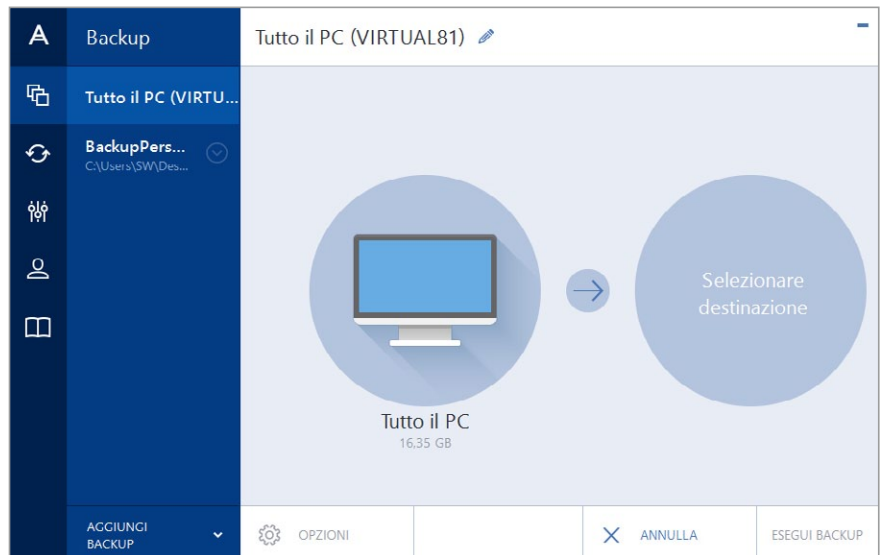 Backup
Tutto il PC (VIRTUAL81)
Tutto il PC (VIRTU...
BackupPers...
C:\Users\SW\Des...
Selezionare
destinazione
Tutto il PC
16,35 GB
AGGIUNGI
BACKUP
OPZIONI
ANNULLA
ESEGUI BACKUP